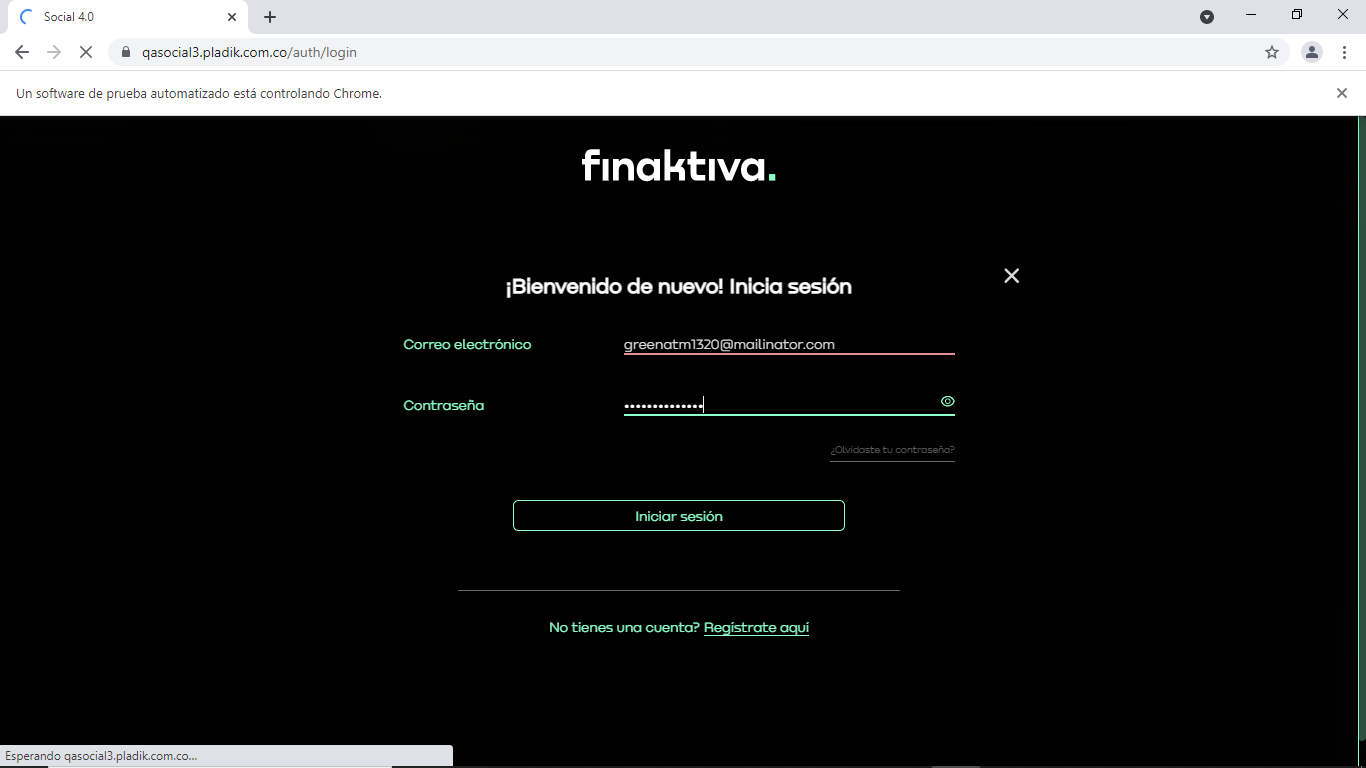 Social 4.0
qasocial3.pladik.com.co/auth/login
Un software de prueba automatizado está controlando Chrome.
finaktiva.
¡Bienvenido de nuevo! Inicia sesión
Correo electrónico
greenatm1320@mailinator.com
Contraseña
••••••••••••••
¿Olvidaste tu contraseña?
Iniciar sesión
No tienes una cuenta? Regístrate aquí
Esperando qasocial3.pladik.com.co...